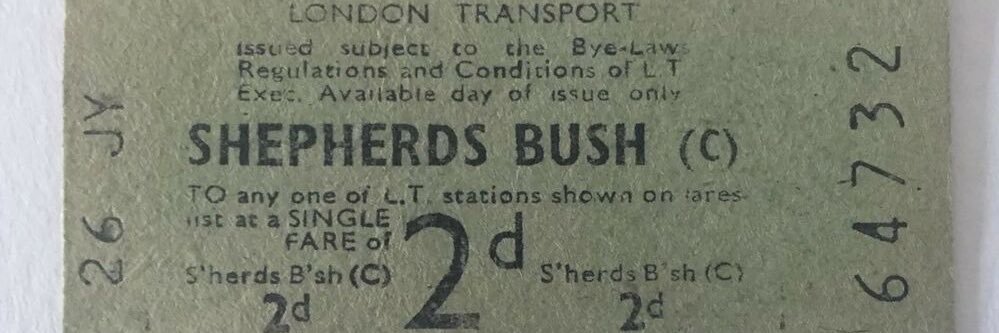 LONDON TRANSPORT
Issued subject to the Bye-Laws
Regulations and Conditions of L.T
Exec. Available day of issue only
SHEPHERDS BUSH (C)
TO any one of L.T. stations shown on fares
list at a SINGLE
FARE of
2d
S'herds B'sh (C)
2d
S'herds B'sh (C)
2d
26 JY
64732